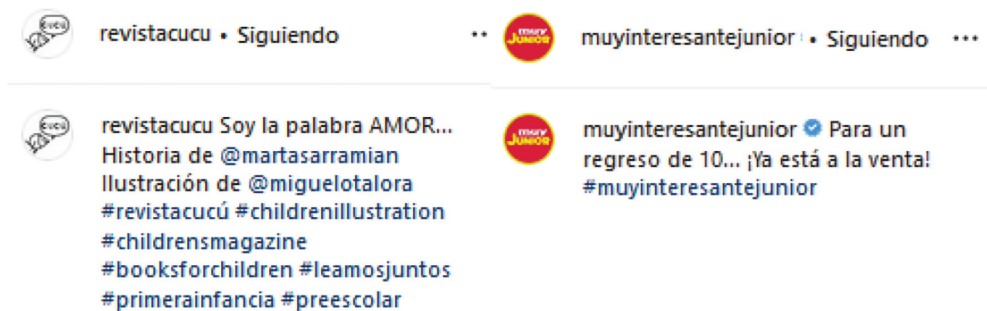 revistacucu • Siguiendo
revistacucu Soy la palabra AMOR...
Historia de @martasarramian
Ilustración de @miguelotalora
#revistacucú #childrenillustration
#childrensmagazine
#booksforchildren #leamosjuntos
#primerainfancia #preescolar
muyinteresantejunior • Siguiendo
muyinteresantejunior Para un
regreso de 10... ¡Ya está a la venta!
#muyinteresantejunior